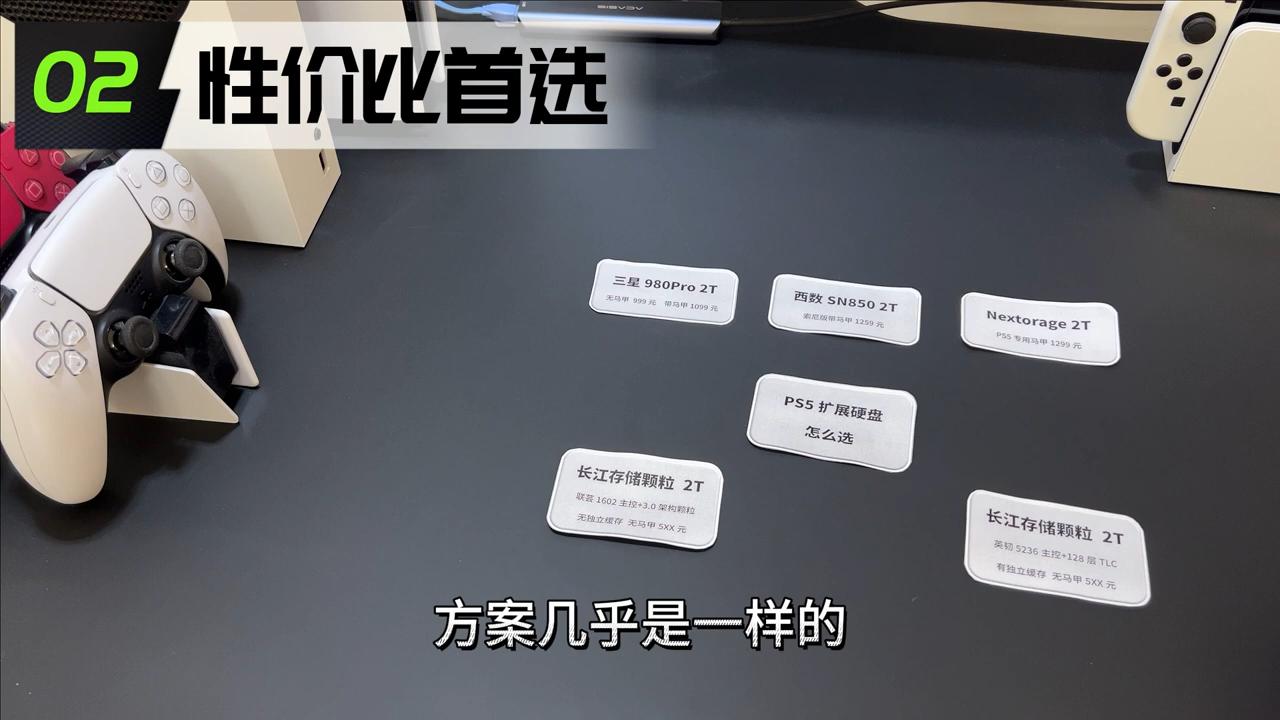 ACASIS
02 性价比首选
三星 980Pro 2T
无马甲 999 元 带马甲 1099 元
西数 SN850 2T
索尼版带马甲 1259 元
Nextorage 2T
PS5 专用马甲 1299 元
PS5 扩展硬盘
怎么选
长江存储颗粒 2T
联芸 1602 主控+3.0 架构颗粒
无独立缓存 无马甲 5XX 元
长江存储颗粒 2T
英韧 5236 主控+128 层 TLC
有独立缓存 无马甲 5XX 元
方案几乎是一样的